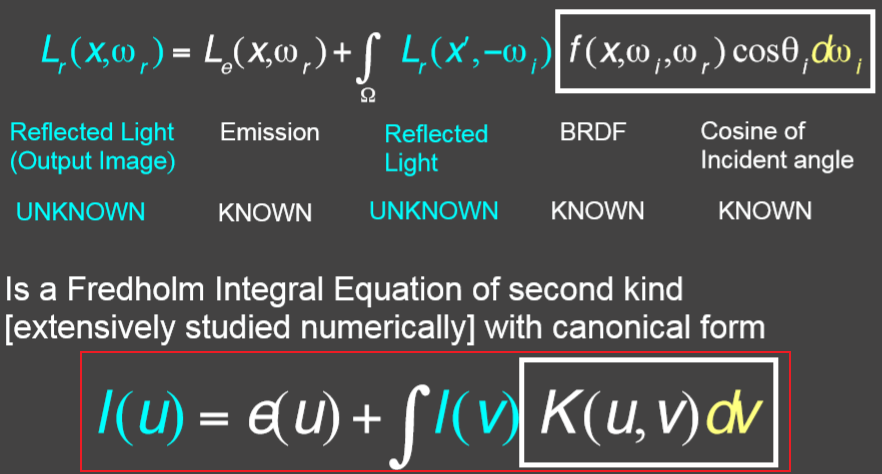 L_r(x,ω_r) = L_e(x,ω_r) + ∫_Ω L_r(x′,−ω_i) f(x,ω_i,ω_r) cosθ_i dω_i
Reflected Light (Output Image) Emission Reflected Light BRDF Cosine of Incident angle
UNKNOWN KNOWN UNKNOWN KNOWN KNOWN
Is a Fredholm Integral Equation of second kind
[extensively studied numerically] with canonical form
l(u) = e(u) + ∫ l(v) K(u,v) dv